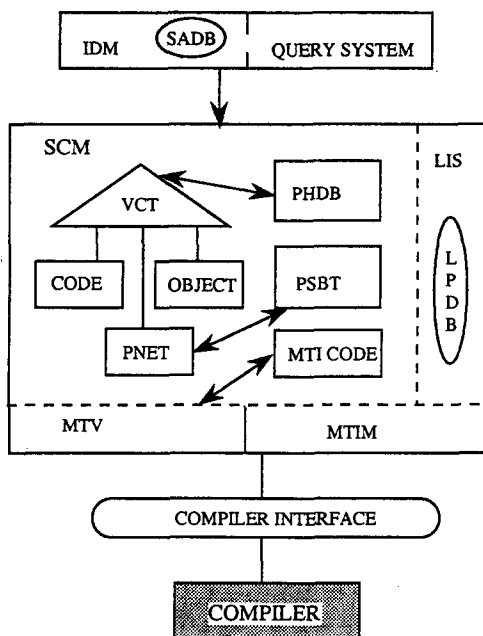 IDM
SADB
QUERY SYSTEM
SCM
LIS
VCT
PHDB
CODE
OBJECT
PSBT
LPDB
PNET
MTI CODE
MTV
MTIM
COMPILER INTERFACE
COMPILER